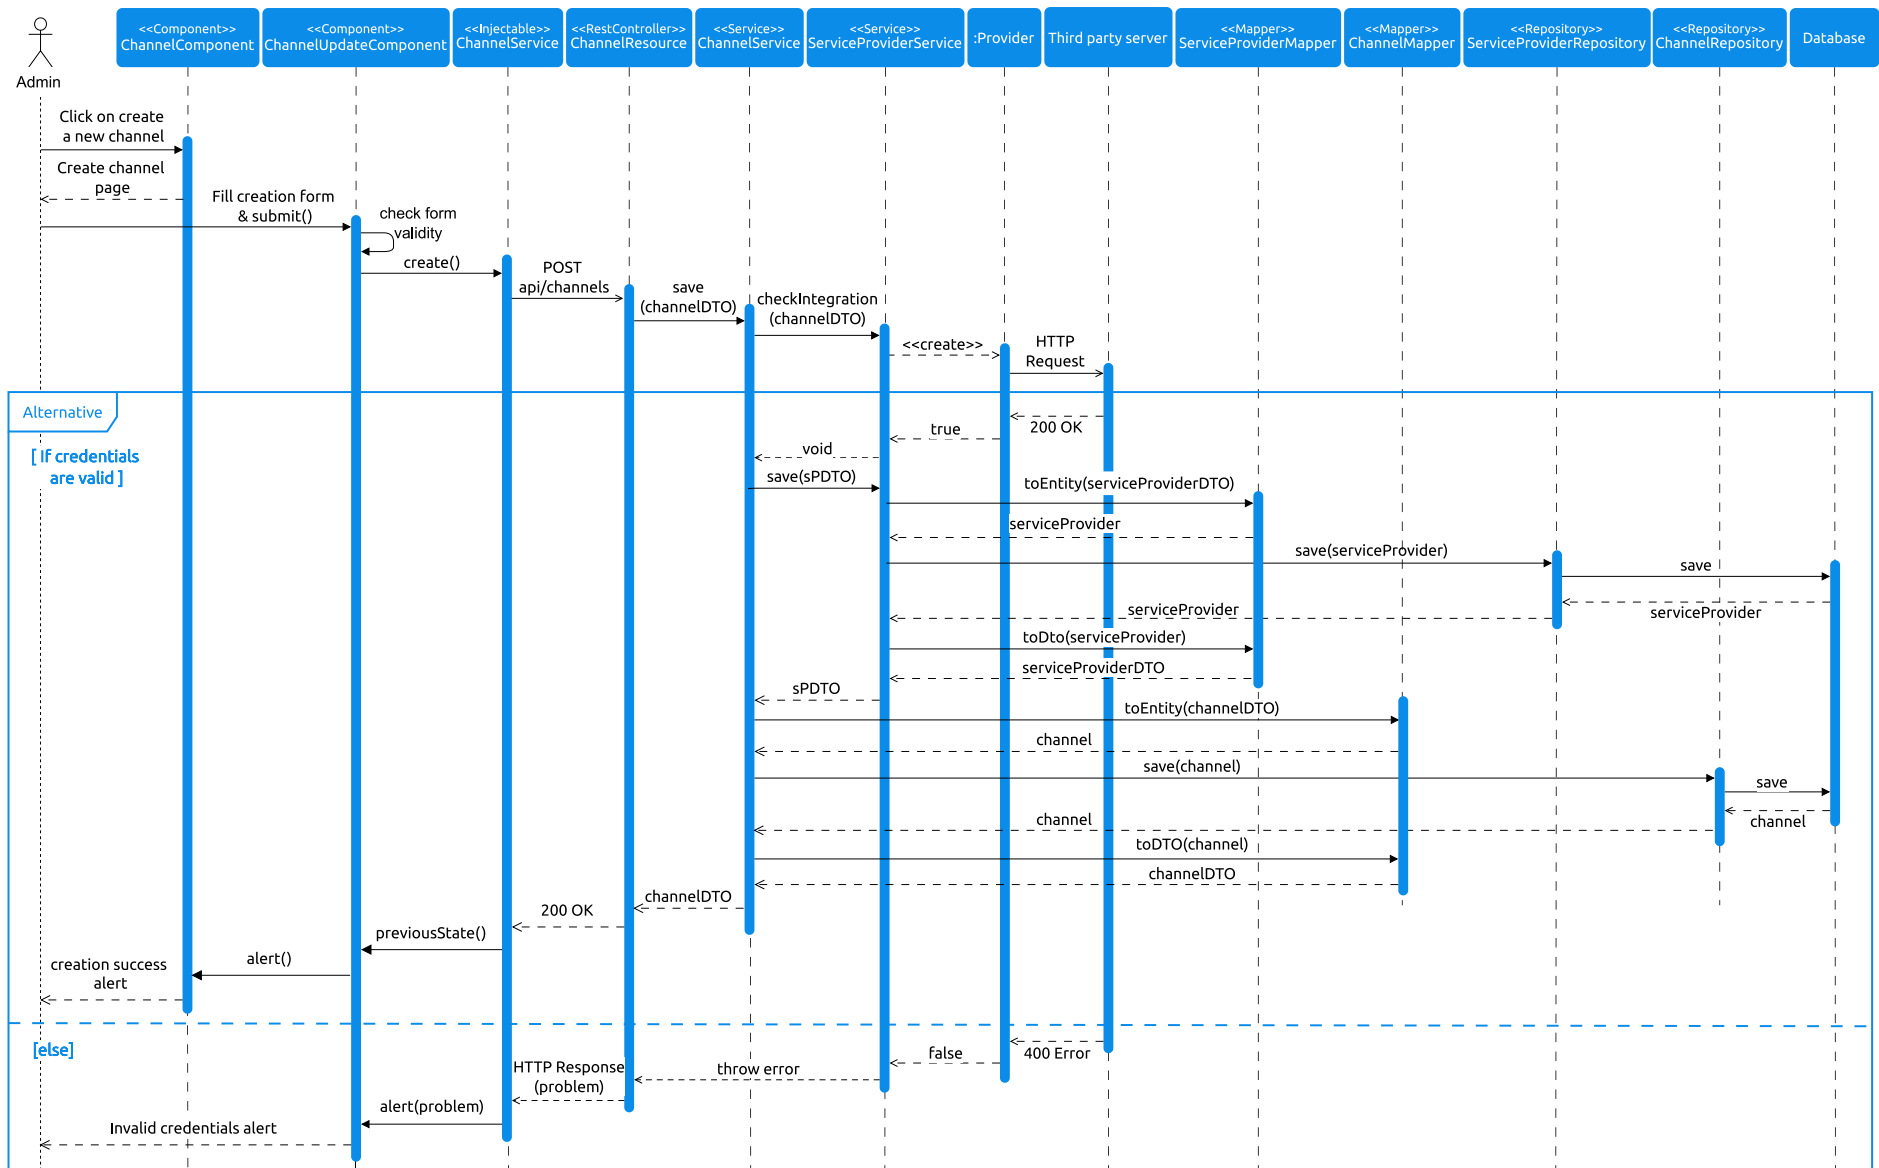 Admin
<<Component>>
ChannelComponent
<<Component>>
ChannelUpdateComponent
<<Injectable>>
ChannelService
<<RestController>>
ChannelResource
<<Service>>
ChannelService
<<Service>>
ServiceProviderService
:Provider
Third party server
<<Mapper>>
ServiceProviderMapper
<<Mapper>>
ChannelMapper
<<Repository>>
ServiceProviderRepository
<<Repository>>
ChannelRepository
Database
Click on create
a new channel
Create channel
page
Fill creation form
& submit()
check form
validity
create()
POST
api/channels
save
(channelDTO)
checkIntegration
(channelDTO)
<<create>>
HTTP
Request
Alternative
[ If credentials
are valid ]
200 OK
true
void
save(sPDTO)
toEntity(serviceProviderDTO)
serviceProvider
save(serviceProvider)
save
serviceProvider
serviceProvider
toDto(serviceProvider)
serviceProviderDTO
sPDTO
toEntity(channelDTO)
channel
save(channel)
save
channel
channel
toDTO(channel)
channelDTO
channelDTO
200 OK
previousState()
alert()
creation success
alert
[else]
400 Error
false
throw error
HTTP Response
(problem)
alert(problem)
Invalid credentials alert